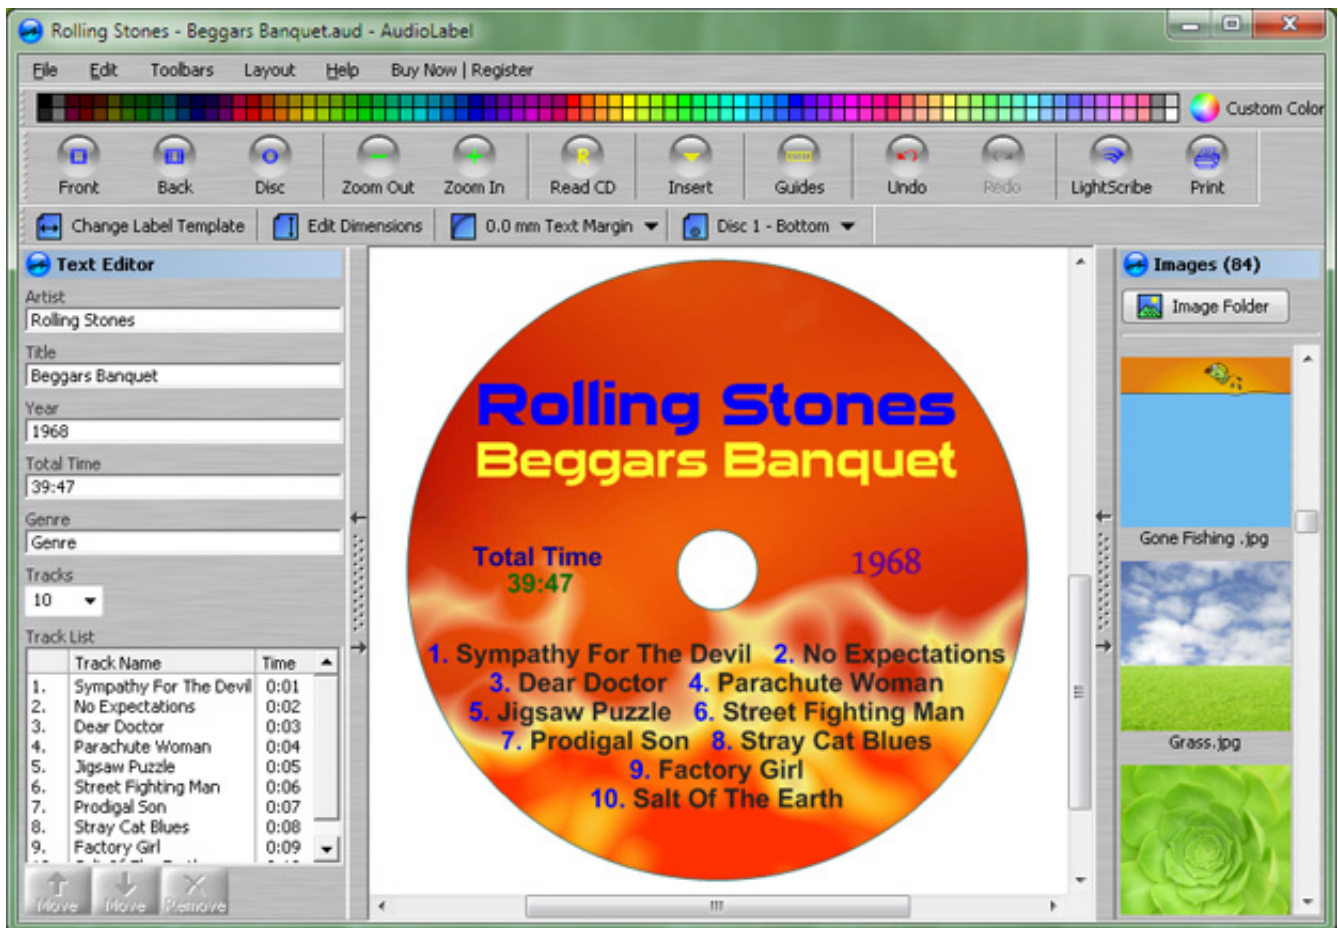 Rolling Stones - Beggars Banquet.aud - AudioLabel
File Edit Toolbars Layout Help Buy Now | Register
Custom Color
Front Back Disc Zoom Out Zoom In Read CD Insert Guides Undo Redo LightScribe Print
Change Label Template Edit Dimensions 0.0 mm Text Margin Disc 1 - Bottom
Text Editor
Artist
Rolling Stones
Title
Beggars Banquet
Year
1968
Total Time
39:47
Genre
Genre
Tracks
10
Track List
Track Name Time
1. Sympathy For The Devil 0:01
2. No Expectations 0:02
3. Dear Doctor 0:03
4. Parachute Woman 0:04
5. Jigsaw Puzzle 0:05
6. Street Fighting Man 0:06
7. Prodigal Son 0:07
8. Stray Cat Blues 0:08
9. Factory Girl 0:09
Move Move Remove
Rolling Stones
Beggars Banquet
Total Time
39:47
1968
1. Sympathy For The Devil 2. No Expectations
3. Dear Doctor 4. Parachute Woman
5. Jigsaw Puzzle 6. Street Fighting Man
7. Prodigal Son 8. Stray Cat Blues
9. Factory Girl
10. Salt Of The Earth
Images (84)
Image Folder
Gone Fishing .jpg
Grass.jpg